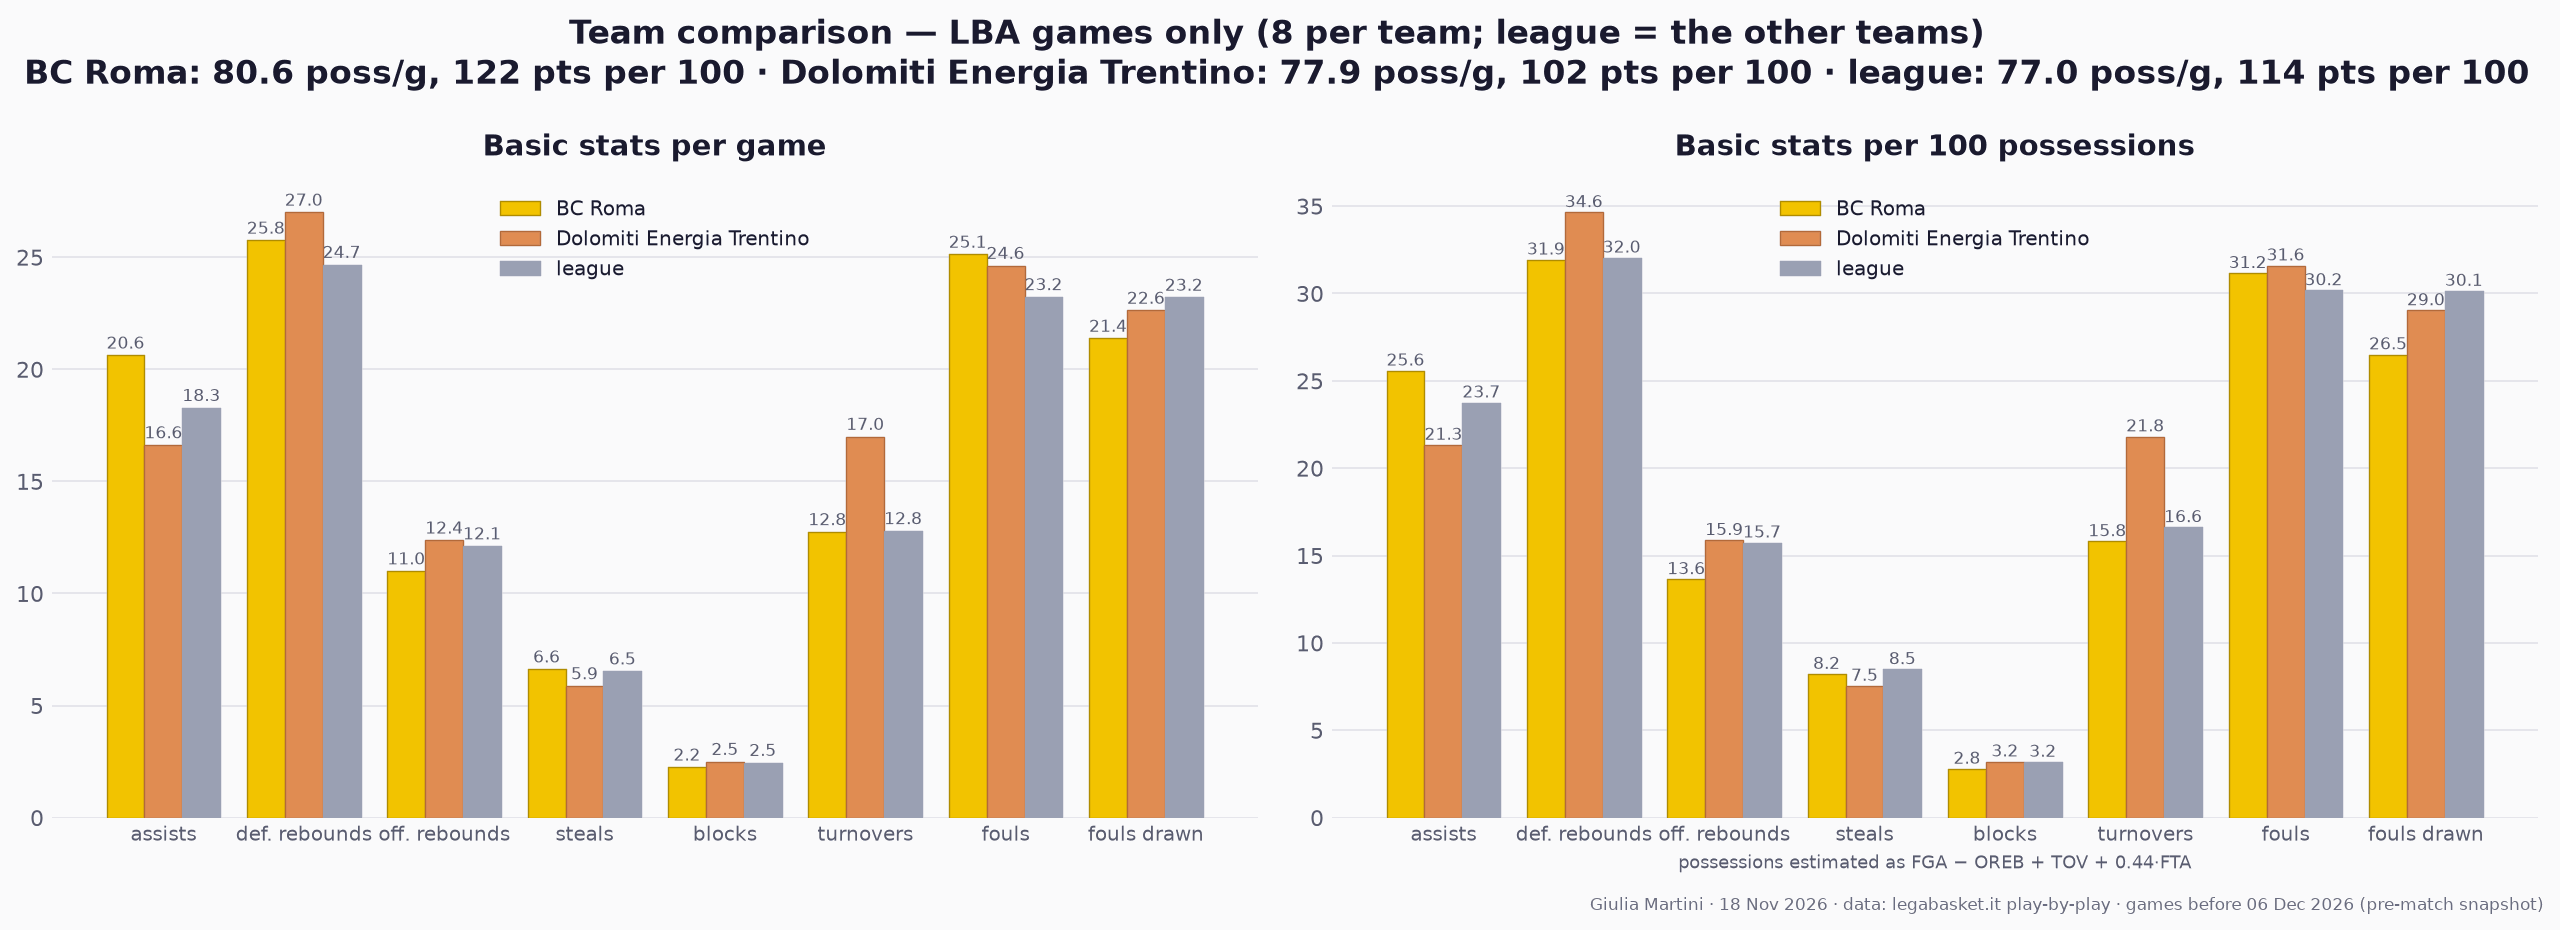 Team comparison — LBA games only (8 per team; league = the other teams)
BC Roma: 80.6 poss/g, 122 pts per 100 · Dolomiti Energia Trentino: 77.9 poss/g, 102 pts per 100 · league: 77.0 poss/g, 114 pts per 100
Basic stats per game
BC Roma
Dolomiti Energia Trentino
league
25
20
15
10
5
0
20.6
16.6
18.3
25.8
27.0
24.7
11.0
12.4
12.1
6.6
5.9
6.5
2.2
2.5
2.5
12.8
17.0
12.8
25.1
24.6
23.2
21.4
22.6
23.2
assists
def. rebounds
off. rebounds
steals
blocks
turnovers
fouls
fouls drawn
Basic stats per 100 possessions
BC Roma
Dolomiti Energia Trentino
league
35
30
25
20
15
10
5
0
25.6
21.3
23.7
31.9
34.6
32.0
13.6
15.9
15.7
8.2
7.5
8.5
2.8
3.2
3.2
15.8
21.8
16.6
31.2
31.6
30.2
26.5
29.0
30.1
assists
def. rebounds
off. rebounds
steals
blocks
turnovers
fouls
fouls drawn
possessions estimated as FGA − OREB + TOV + 0.44·FTA
Giulia Martini · 18 Nov 2026 · data: legabasket.it play-by-play · games before 06 Dec 2026 (pre-match snapshot)